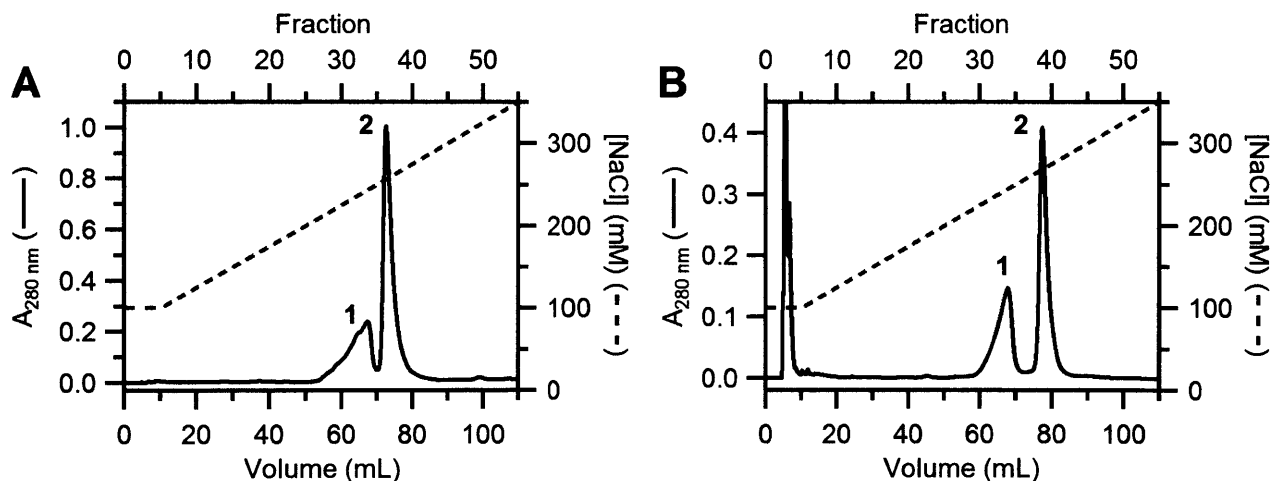 A
Fraction
0 10 20 30 40 50
A280 nm (——)
1.0
0.8
0.6
0.4
0.2
0.0
1
2
300
200
100
0
[NaCl] (mM) (- - -)
0 20 40 60 80 100
Volume (mL)
B
Fraction
0 10 20 30 40 50
A280 nm (——)
0.4
0.3
0.2
0.1
0.0
1
2
300
200
100
0
[NaCl] (mM) (- - -)
0 20 40 60 80 100
Volume (mL)